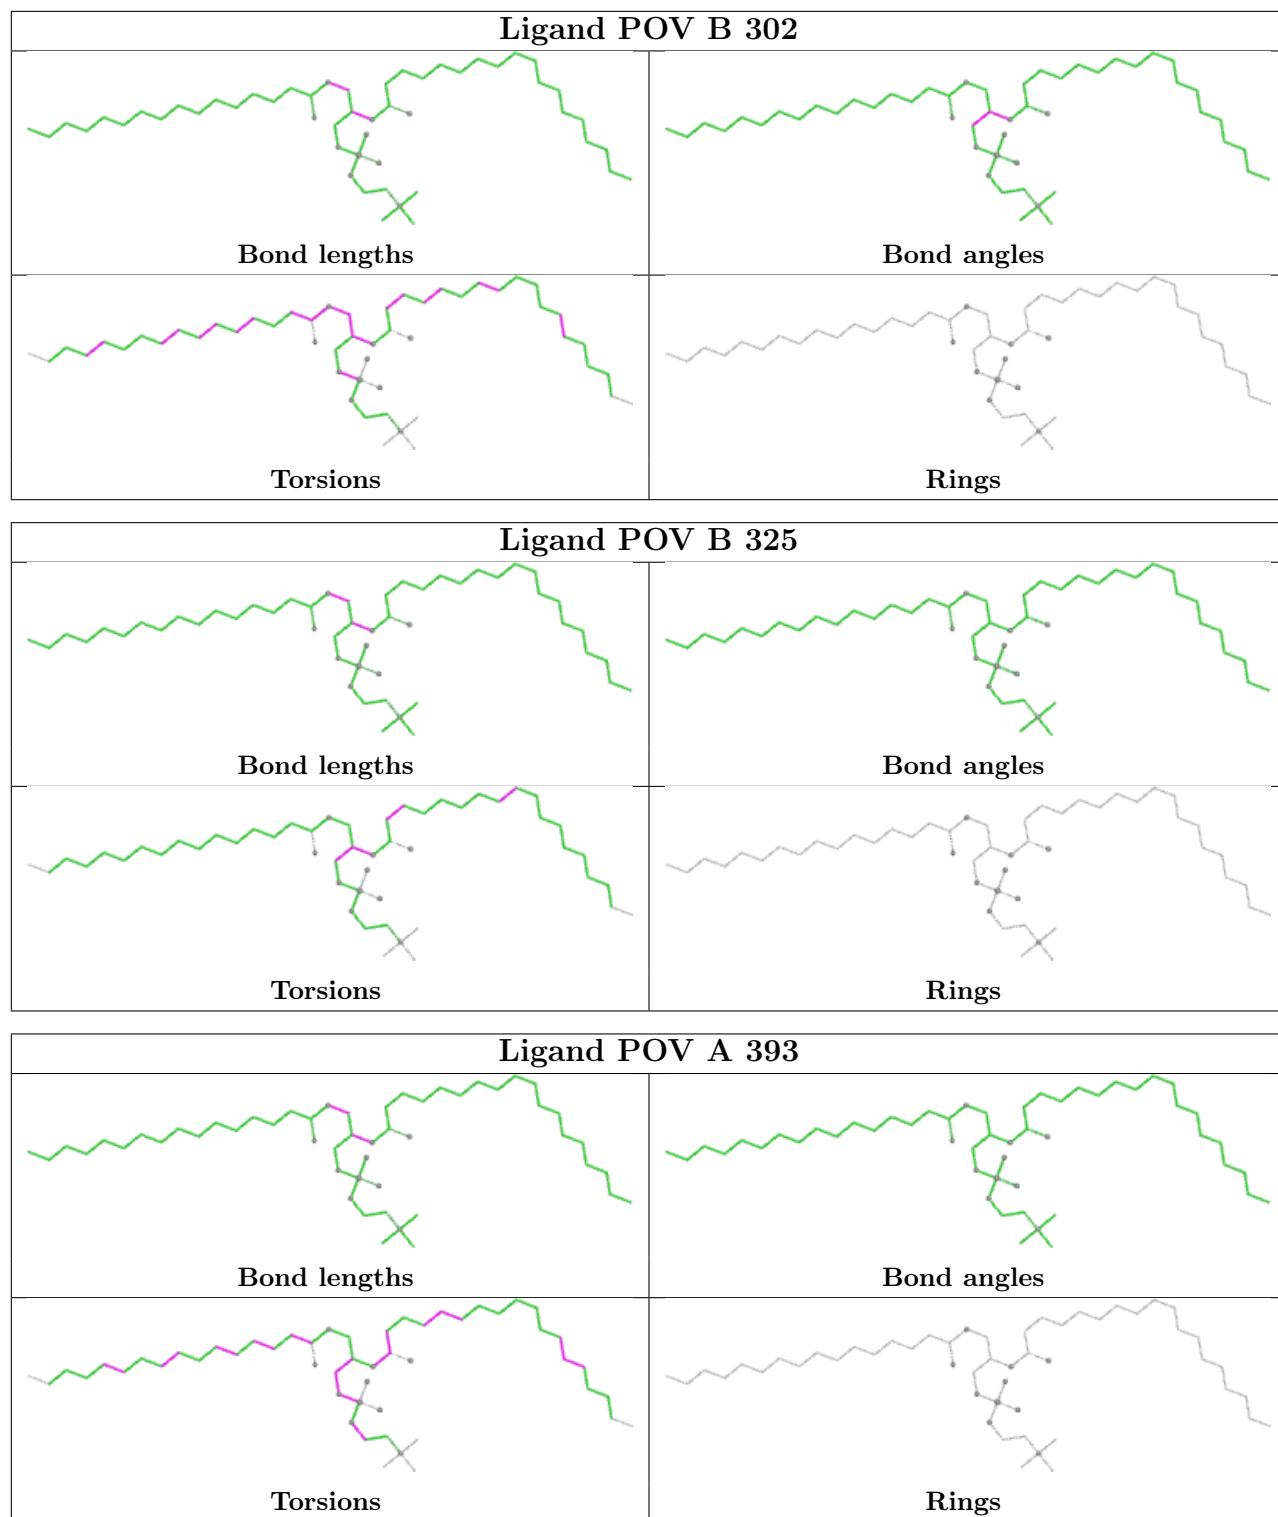 Ligand POV B 302
Bond lengths
Bond angles
Torsions
Rings
Ligand POV B 325
Bond lengths
Bond angles
Torsions
Rings
Ligand POV A 393
Bond lengths
Bond angles
Torsions
Rings